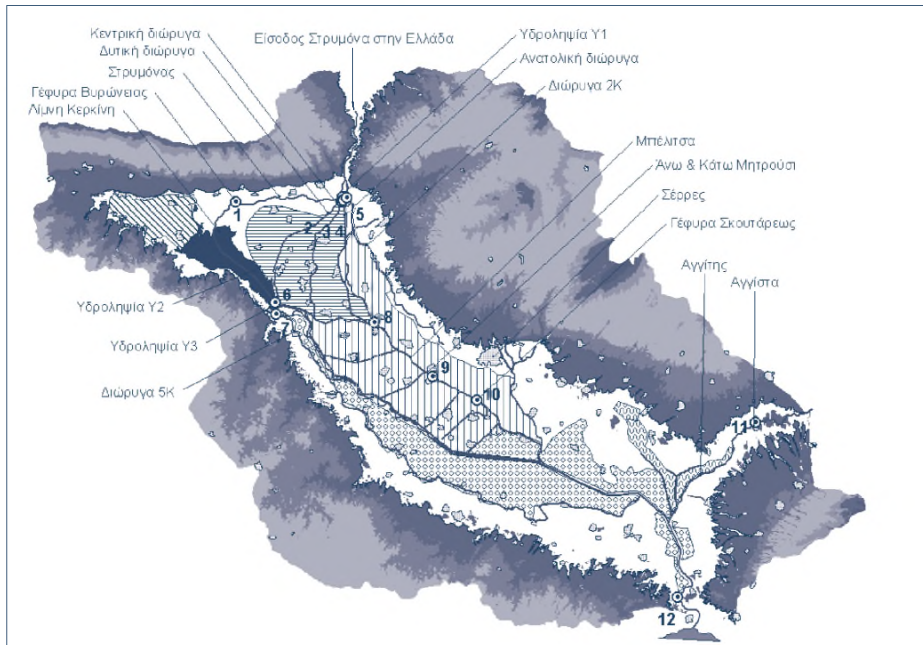 Κεντρική διώρυγα
Δυτική διώρυγα
Στρυμόνας
Γέφυρα Βυρώνειας
Λίμνη Κερκίνη
Είσοδος Στρυμόνα στην Ελλάδα
Υδροληψία Υ1
Ανατολική διώρυγα
Διώρυγα 2Κ
Μπέλιτσα
Άνω & Κάτω Μητρούσι
Σέρρες
Γέφυρα Σκουτάρεως
Αγγίτης
Αγγίστα
1
2
3
4
5
Υδροληψία Υ2
6
Υδροληψία Υ3
7
8
Διώρυγα 5Κ
9
10
11
12